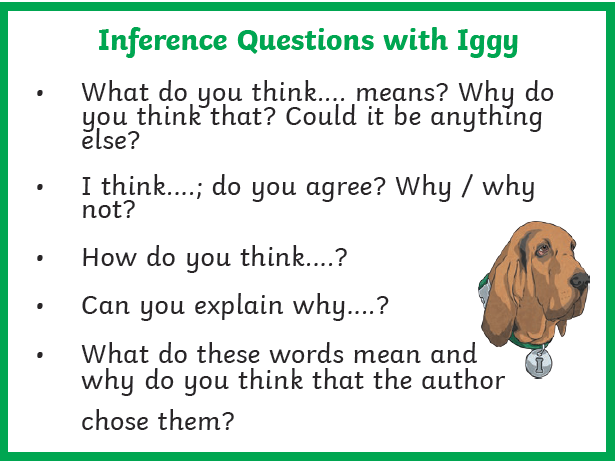 Inference Questions with Iggy
• What do you think.... means? Why do
you think that? Could it be anything
else?
• I think....; do you agree? Why / why
not?
• How do you think....?
• Can you explain why....?
• What do these words mean and
why do you think that the author
chose them?
I